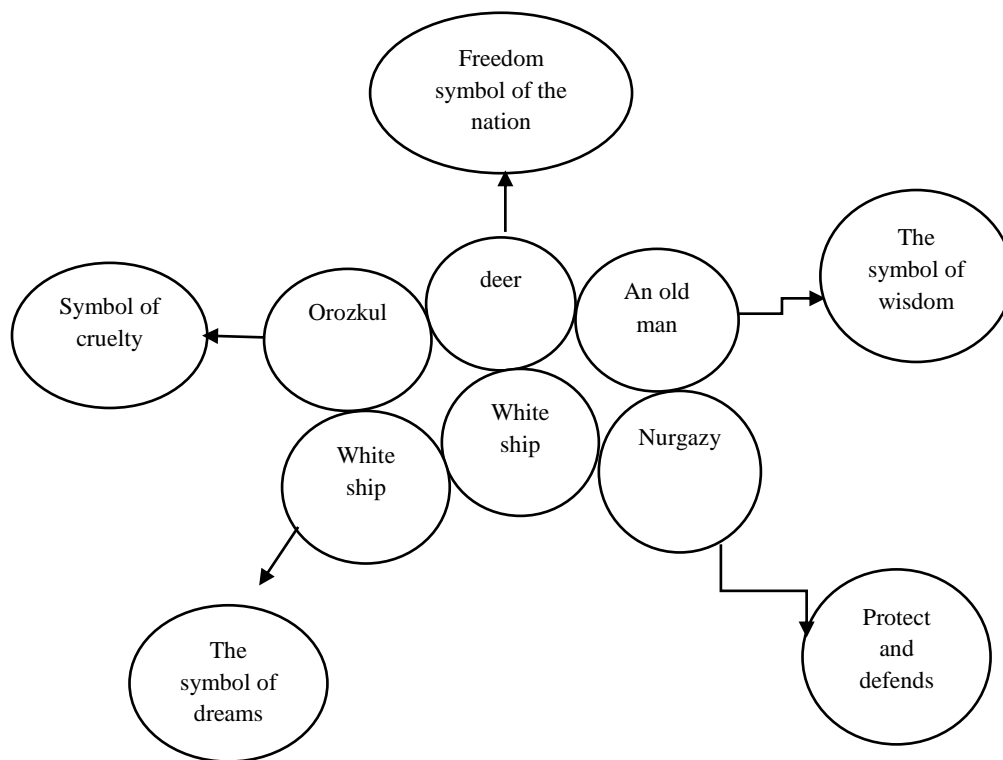 Freedom
symbol of the
nation
The
symbol of
wisdom
deer
An old
man
Orozkul
Symbol of
cruelty
White
ship
Nurgazy
White
ship
Protect
and
defends
The
symbol of
dreams